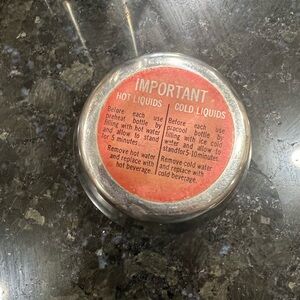 IMPORTANT
HOT LIQUIDS
Before each use
preheat bottle by
filling with hot water
and allow to stand
for 5 minutes.
Remove hot water
and replace with
hot beverage.
COLD LIQUIDS
Before each use
precool bottle by
filling with ice cold
water and allow to
stand for 5-10 minutes.
Remove cold water
and replace with
cold beverage.